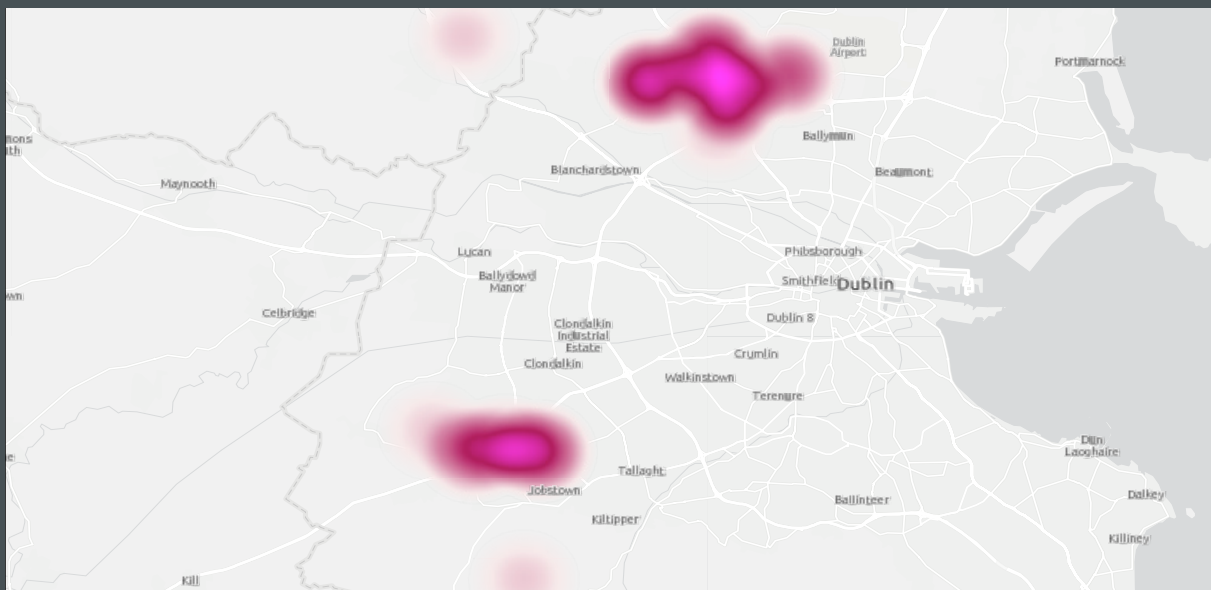 Dublin
Airport
Portmarnock
Ballymun
Blanchardstown
Beaumont
Maynooth
Lucan
Phibsborough
Ballydowd
Manor
Smithfield
Dublin
Celbridge
Dublin 8
Clondalkin
Industrial
Estate
Crumlin
Clondalkin
Walkinstown
Terenure
Dún
Laoghaire
Tallaght
Jobstown
Dalkey
Ballinteer
Kiltipper
Killiney
Kill